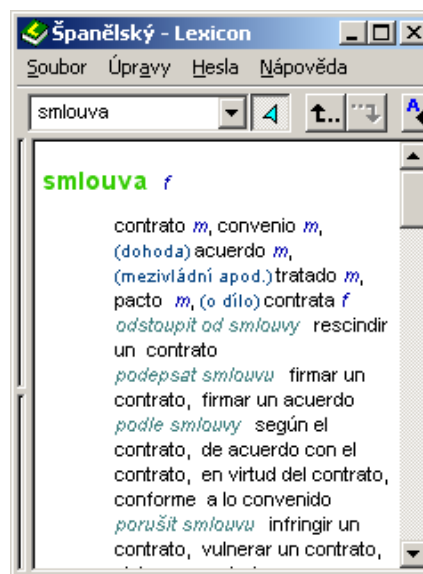 Španělský - Lexicon
Soubor Úpravy Hesla Nápověda
smlouva
smlouva f
contrato m, convenio m,
(dohoda) acuerdo m,
(mezivládní apod.) tratado m,
pacto m, (o dílo) contrata f
odstoupit od smlouvy rescindir
un contrato
podepsat smlouvu firmar un
contrato, firmar un acuerdo
podle smlouvy según el
contrato, de acuerdo con el
contrato, en virtud del contrato,
conforme a lo convenido
porušit smlouvu infringir un
contrato, vulnerar un contrato,